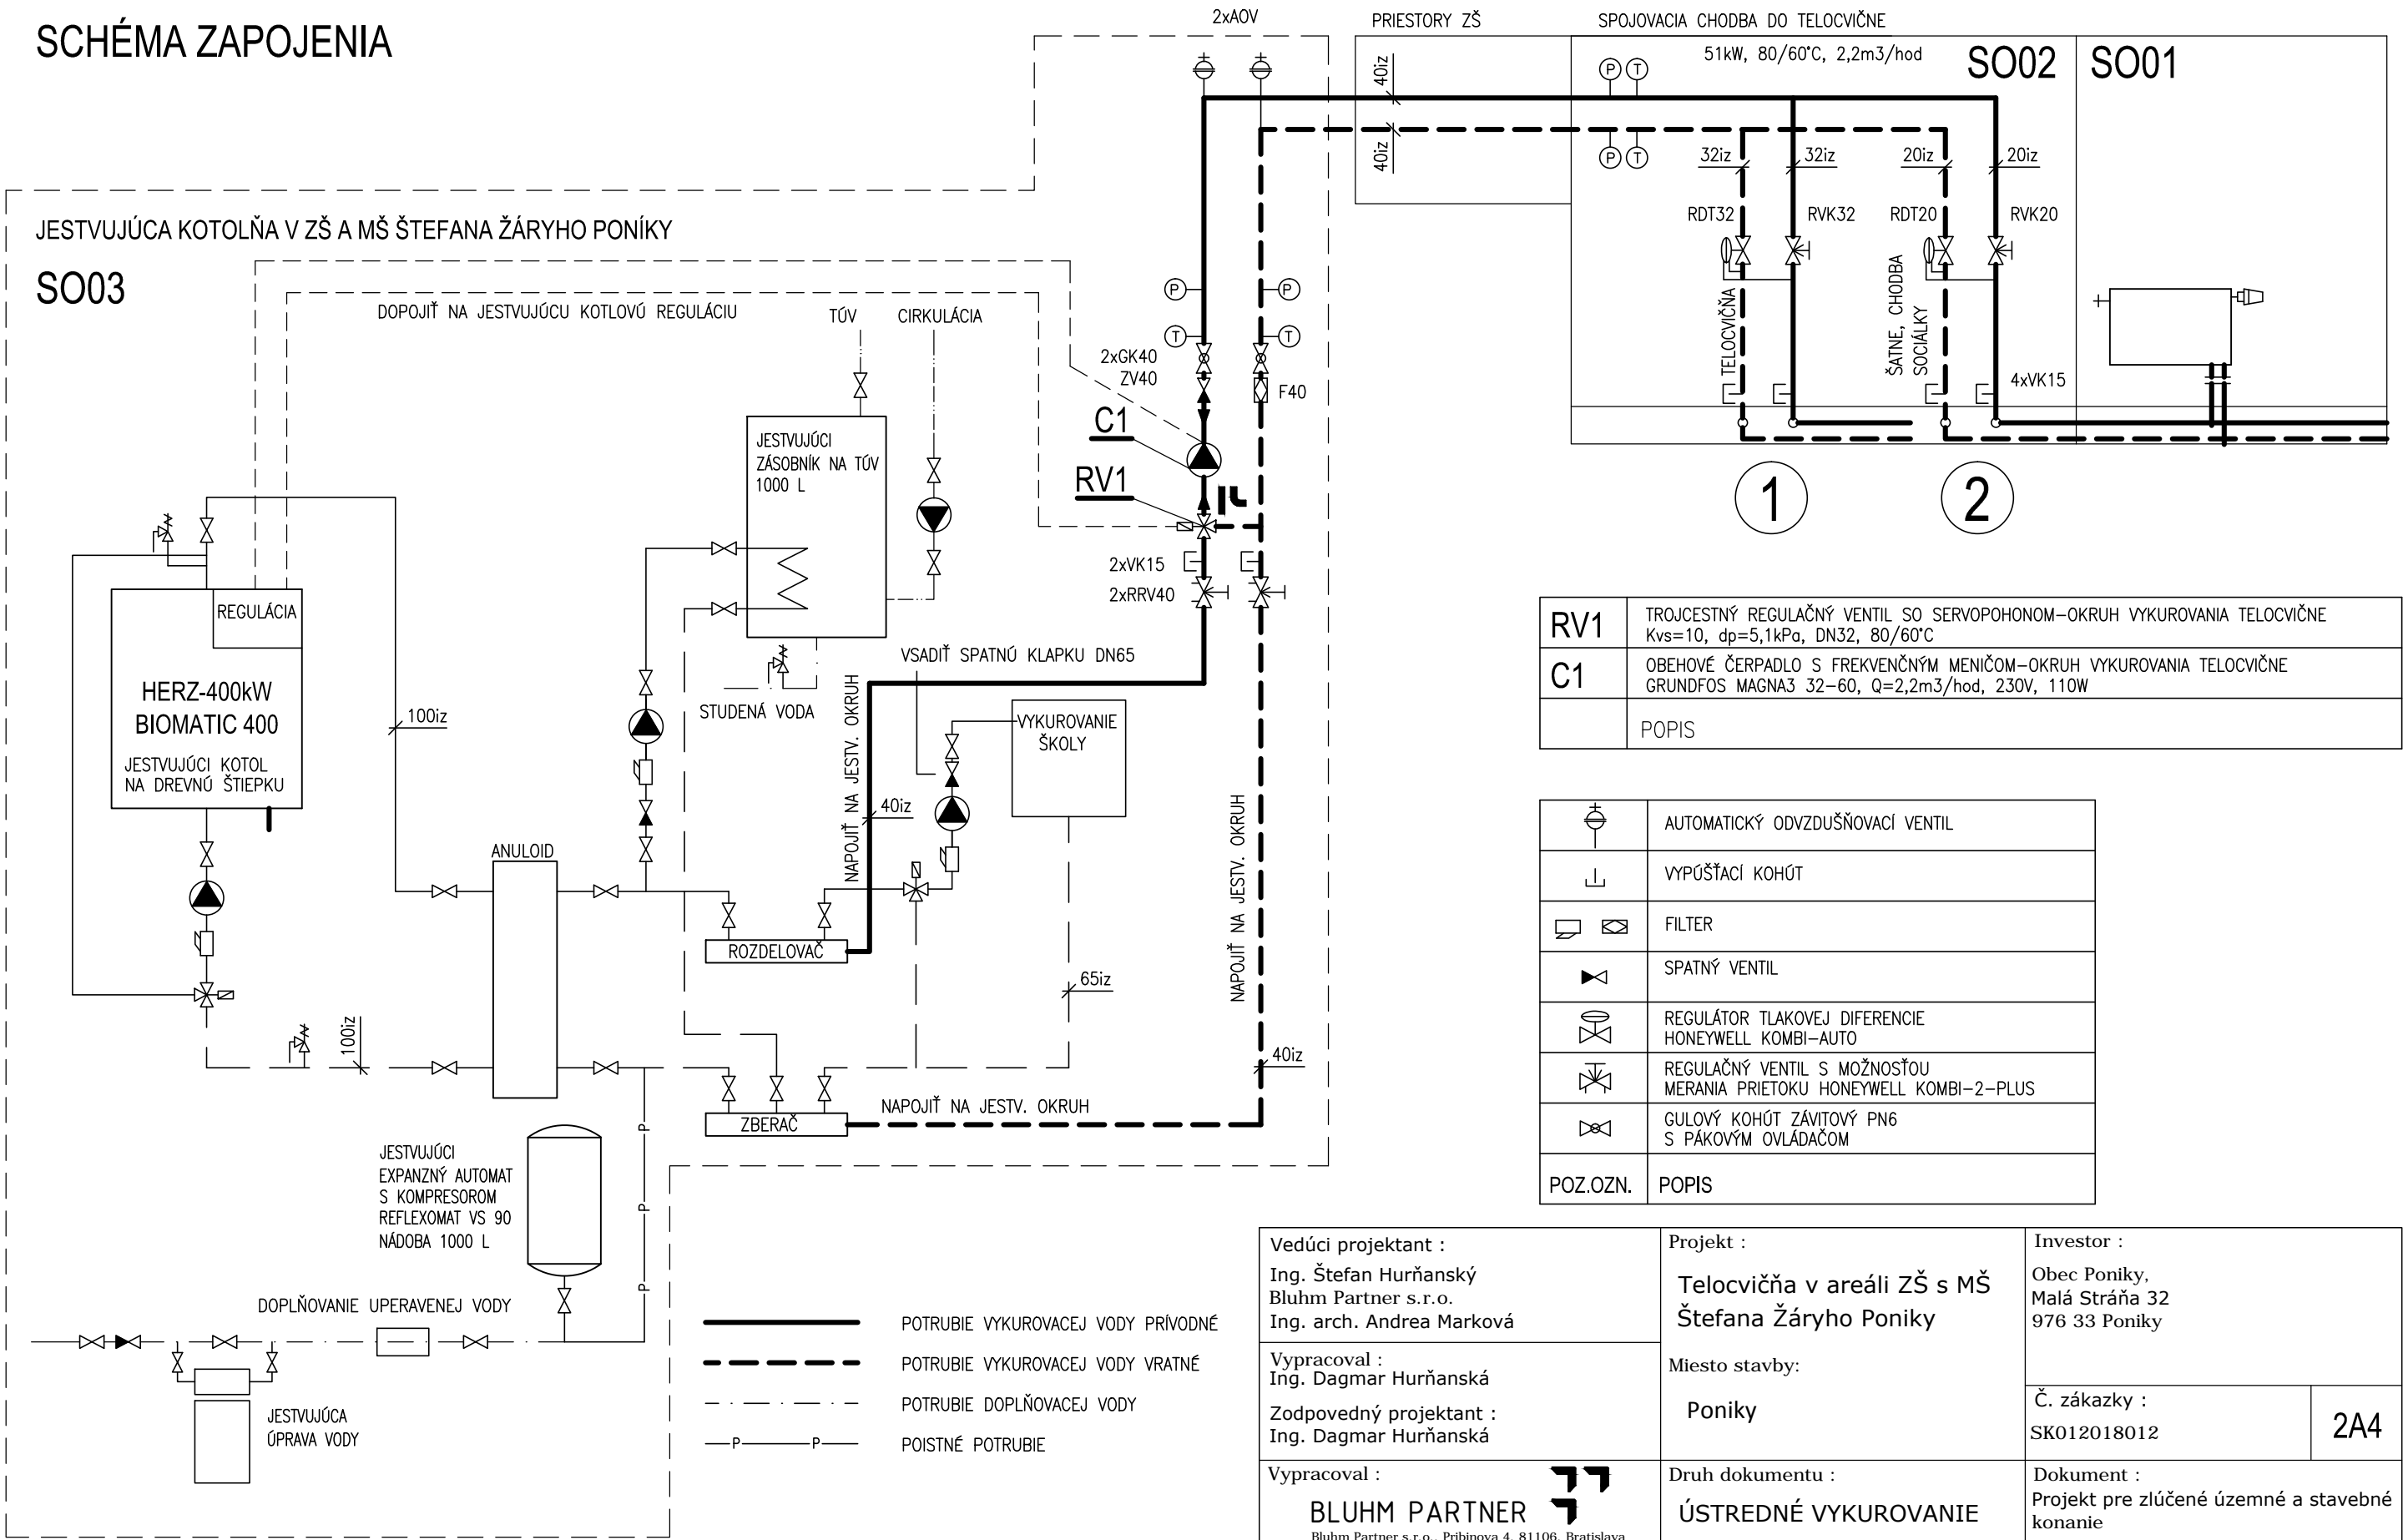 SCHÉMA ZAPOJENIA
2xAOV
PRIESTORY ZŠ
SPOJOVACIA CHODBA DO TELOCVIČNE
51kW, 80/60°C, 2,2m3/hod
SO02
SO01
40iz
40iz
P
T
P
T
32iz
32iz
20iz
20iz
RDT32
RVK32
RDT20
RVK20
TELOCVIČŇA
ŠATNE, CHODBA
SOCIÁLKY
4xVK15
1
2
JESTVUJÚCA KOTOLŇA V ZŠ A MŠ ŠTEFANA ŽÁRYHO PONÍKY
SO03
DOPOJIŤ NA JESTVUJÚCU KOTLOVÚ REGULÁCIU
TÚV
CIRKULÁCIA
P
P
T
T
2xGK40
ZV40
F40
C1
RV1
2xVK15
2xRRV40
JESTVUJÚCI
ZÁSOBNÍK NA TÚV
1000 L
REGULÁCIA
HERZ-400kW
BIOMATIC 400
JESTVUJÚCI KOTOL
NA DREVNÚ ŠTIEPKU
100iz
STUDENÁ VODA
VSADIŤ SPATNÚ KLAPKU DN65
VYKUROVANIE
ŠKOLY
NAPOJIŤ NA JESTV. OKRUH
40iz
NAPOJIŤ NA JESTV. OKRUH
ANULOID
ROZDELOVAČ
65iz
100iz
40iz
ZBERAČ
NAPOJIŤ NA JESTV. OKRUH
P
P
P
JESTVUJÚCI
EXPANZNÝ AUTOMAT
S KOMPRESOROM
REFLEXOMAT VS 90
NÁDOBA 1000 L
DOPLŇOVANIE UPERAVENEJ VODY
JESTVUJÚCA
ÚPRAVA VODY
POTRUBIE VYKUROVACEJ VODY PRÍVODNÉ
POTRUBIE VYKUROVACEJ VODY VRATNÉ
POTRUBIE DOPLŇOVACEJ VODY
P P POISTNÉ POTRUBIE
RV1 TROJCESTNÝ REGULAČNÝ VENTIL SO SERVOPOHONOM-OKRUH VYKUROVANIA TELOCVIČNE
Kvs=10, dp=5,1kPa, DN32, 80/60°C
C1 OBEHOVÉ ČERPADLO S FREKVENČNÝM MENIČOM-OKRUH VYKUROVANIA TELOCVIČNE
GRUNDFOS MAGNA3 32-60, Q=2,2m3/hod, 230V, 110W
POPIS
AUTOMATICKÝ ODVZDUŠŇOVACÍ VENTIL
VYPÚŠŤACÍ KOHÚT
FILTER
SPATNÝ VENTIL
REGULÁTOR TLAKOVEJ DIFERENCIE
HONEYWELL KOMBI-AUTO
REGULAČNÝ VENTIL S MOŽNOSŤOU
MERANIA PRIETOKU HONEYWELL KOMBI-2-PLUS
GULOVÝ KOHÚT ZÁVITOVÝ PN6
S PÁKOVÝM OVLÁDAČOM
POZ.OZN. POPIS
Vedúci projektant :
Ing. Štefan Hurňanský
Bluhm Partner s.r.o.
Ing. arch. Andrea Marková
Vypracoval :
Ing. Dagmar Hurňanská
Zodpovedný projektant :
Ing. Dagmar Hurňanská
Vypracoval :
BLUHM PARTNER
Bluhm Partner s.r.o., Pribinova 4, 81106, Bratislava
Projekt :
Telocvičňa v areáli ZŠ s MŠ
Štefana Žáryho Poniky
Miesto stavby:
Poniky
Druh dokumentu :
ÚSTREDNÉ VYKUROVANIE
Investor :
Obec Poniky,
Malá Stráňa 32
976 33 Poniky
Č. zákazky :
SK012018012
2A4
Dokument :
Projekt pre zlúčené územné a stavebné
konanie